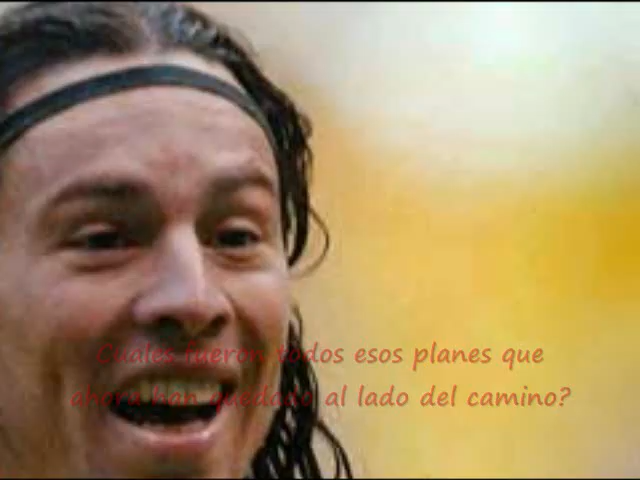 Cuales fueron todos esos planes que
ahora han quedado al lado del camino?